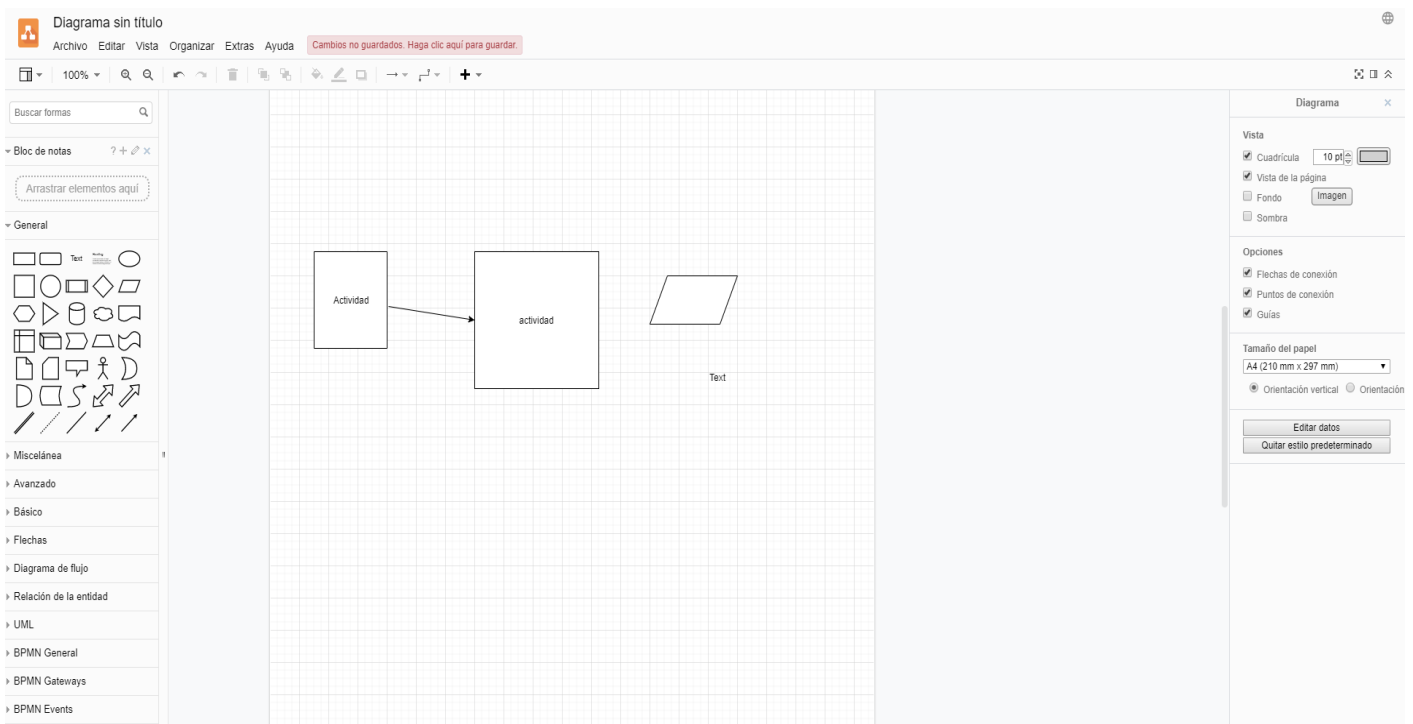 Diagrama sin título
Archivo Editar Vista Organizar Extras Ayuda Cambios no guardados. Haga clic aquí para guardar.
100%
Buscar formas
Bloc de notas ?
Arrastrar elementos aquí
General
Text
Miscelánea
Avanzado
Básico
Flechas
Diagrama de flujo
Relación de la entidad
UML
BPMN General
BPMN Gateways
BPMN Events
Actividad
actividad
Text
Diagrama
Vista
Cuadrícula 10 pt
Vista de la página
Fondo Imagen
Sombra
Opciones
Flechas de conexión
Puntos de conexión
Guías
Tamaño del papel
A4 (210 mm x 297 mm)
Orientación vertical Orientación
Editar datos
Quitar estilo predeterminado